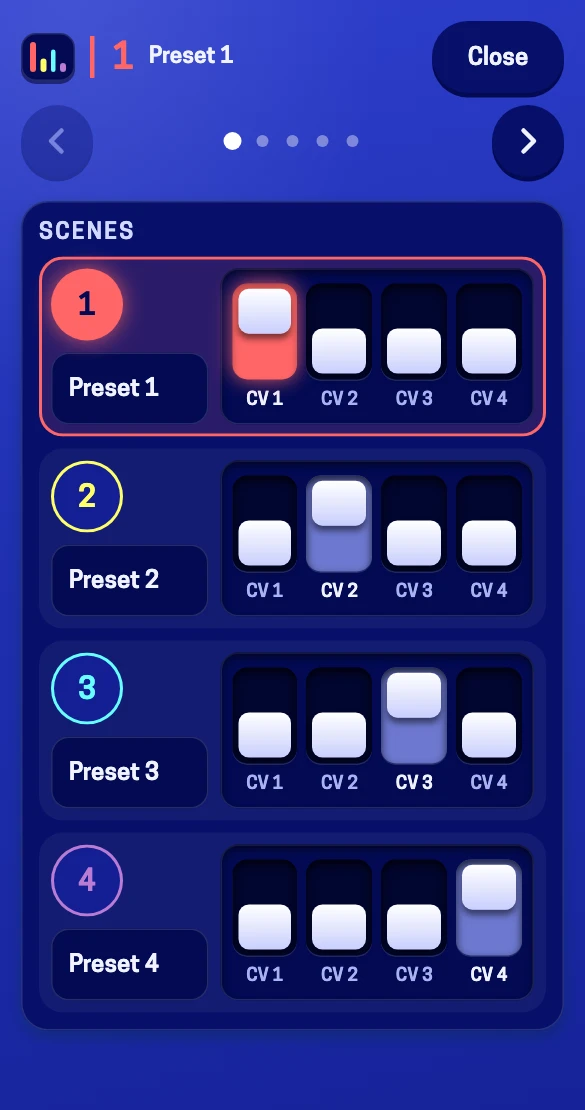 1 Preset 1
Close
SCENES
1
Preset 1
CV 1 CV 2 CV 3 CV 4
2
Preset 2
CV 1 CV 2 CV 3 CV 4
3
Preset 3
CV 1 CV 2 CV 3 CV 4
4
Preset 4
CV 1 CV 2 CV 3 CV 4